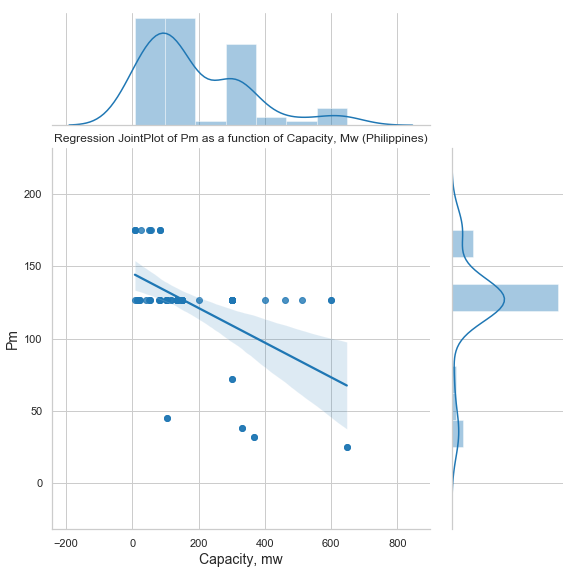 Regression JointPlot of Pm as a function of Capacity, Mw (Philippines)
200
150
100
50
0
Pm
−200 0 200 400 600 800
Capacity, mw